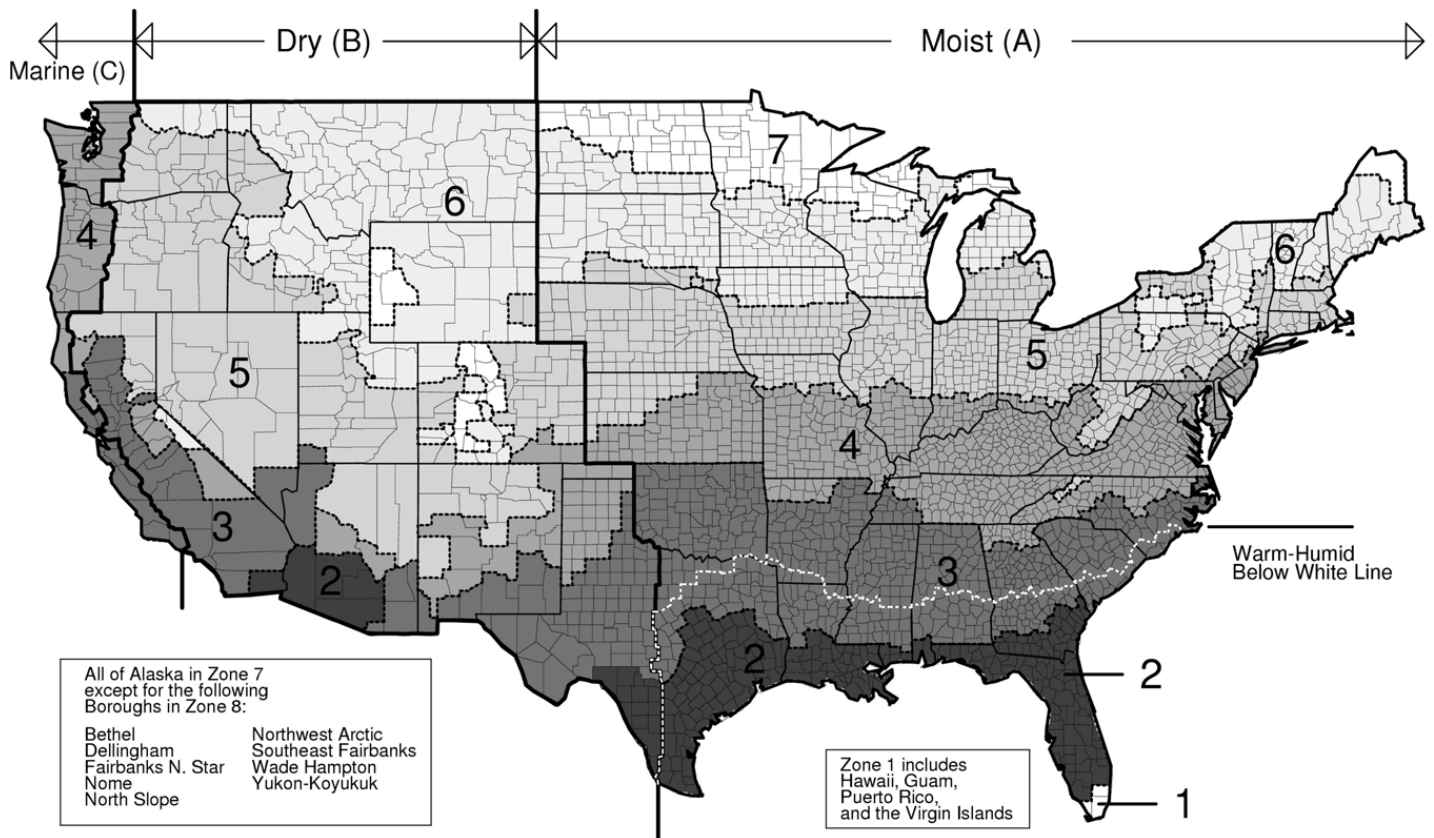 Marine (C)
Dry (B)
Moist (A)
7
6
4
6
5
5
4
3
3
2
2
Warm-Humid
Below White Line
2
1
All of Alaska in Zone 7
except for the following
Boroughs in Zone 8:
Bethel
Dellingham
Fairbanks N. Star
Nome
North Slope
Northwest Arctic
Southeast Fairbanks
Wade Hampton
Yukon-Koyukuk
Zone 1 includes
Hawaii, Guam,
Puerto Rico,
and the Virgin Islands